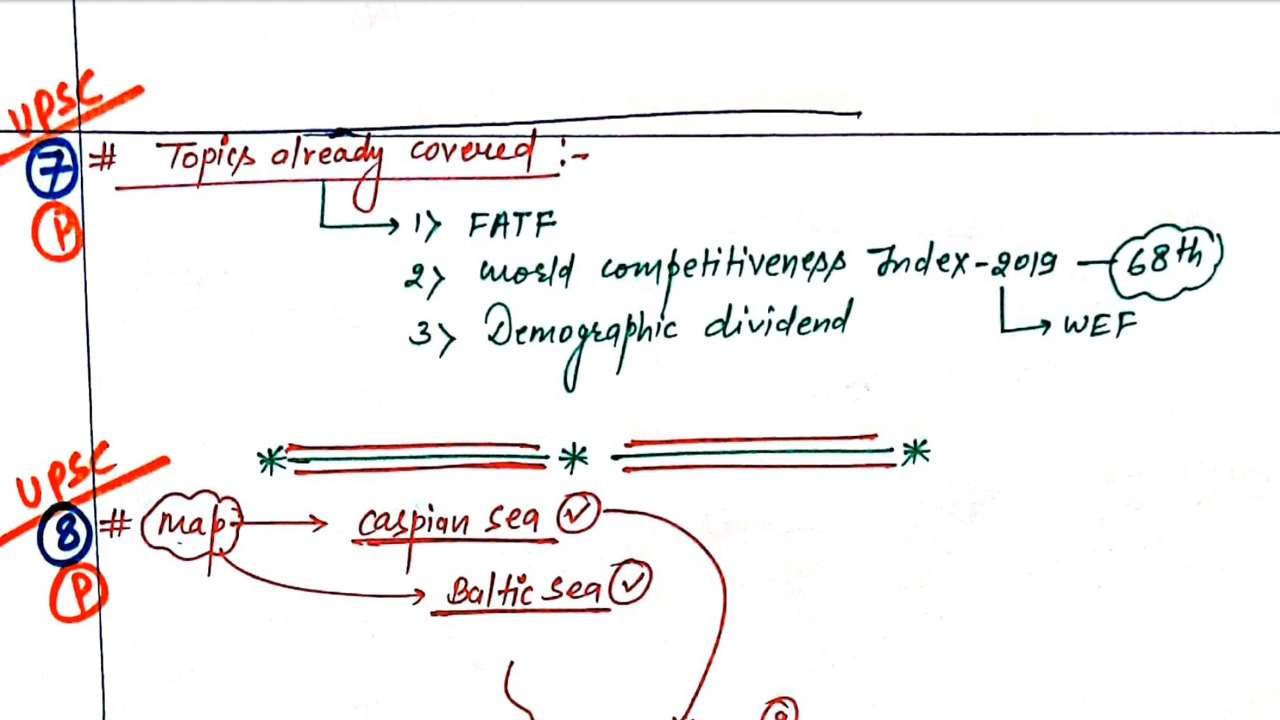 UPSC
7 # Topics already covered :-
P
1) FATF
2) World competitiveness Index-2019 — 68th
3) Demographic dividend
WEF
UPSC
8 # Map → Caspian sea
Baltic sea
P